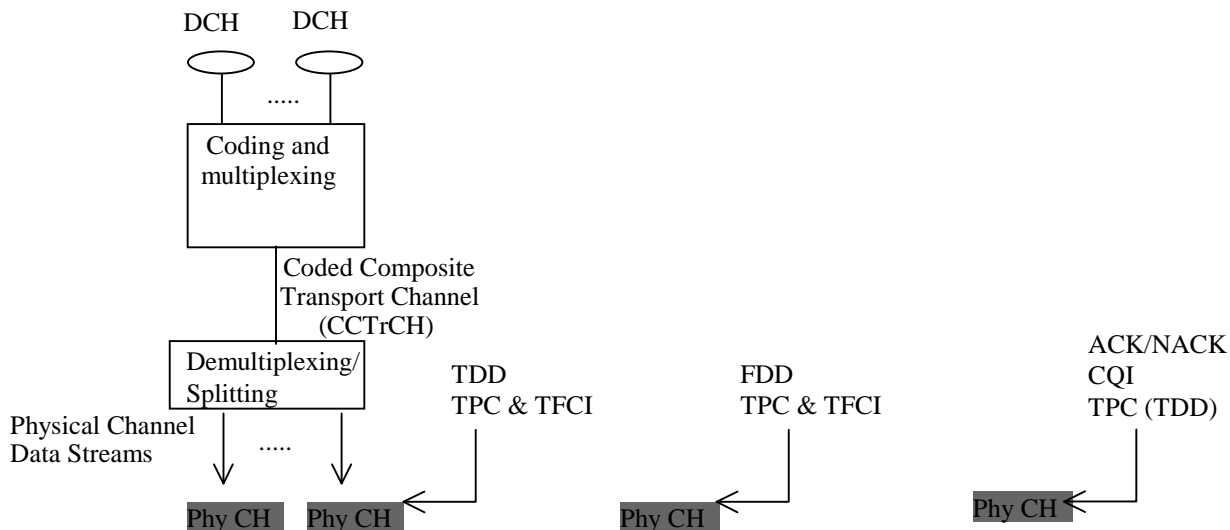 DCH DCH
.....
Coding and
multiplexing
Coded Composite
Transport Channel
(CCTrCH)
Demultiplexing/
Splitting
Physical Channel
Data Streams
.....
TDD
TPC & TFCI
FDD
TPC & TFCI
ACK/NACK
CQI
TPC (TDD)
Phy CH Phy CH Phy CH Phy CH